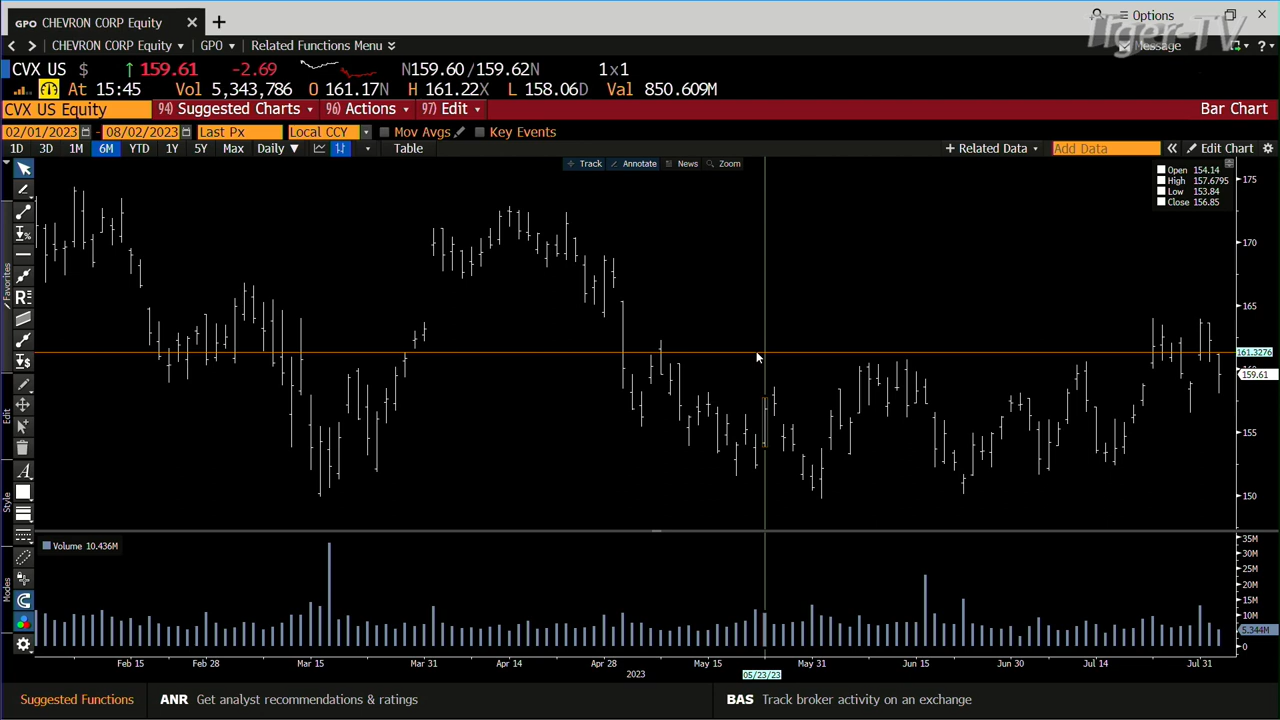 GPO CHEVRON CORP Equity
Options
Tiger-TV
CHEVRON CORP Equity GPO Related Functions Menu Message
CVX US $ 159.61 -2.69 N159.60/159.62N 1x1
At 15:45 Vol 5,343,786 O 161.17N H 161.22X L 158.06D Val 850.609M
CVX US Equity 94) Suggested Charts 96) Actions 97) Edit Bar Chart
02/01/2023 - 08/02/2023 Last Px Local CCY Mov Avgs Key Events
1D 3D 1M 6M YTD 1Y 5Y Max Daily Table + Related Data Add Data Edit Chart
Track Annotate News Zoom
Open 154.14
High 157.6795
Low 153.84
Close 156.85
175
170
165
161.3276
159.61
155
150
Favorites
Edit
Style
Modes
Volume 10.436M
35M
30M
25M
20M
15M
10M
5.344M
0
Feb 15 Feb 28 Mar 15 Mar 31 Apr 14 Apr 28 May 15 May 31 Jun 15 Jun 30 Jul 14 Jul 31
2023 05/23/23
Suggested Functions ANR Get analyst recommendations & ratings BAS Track broker activity on an exchange